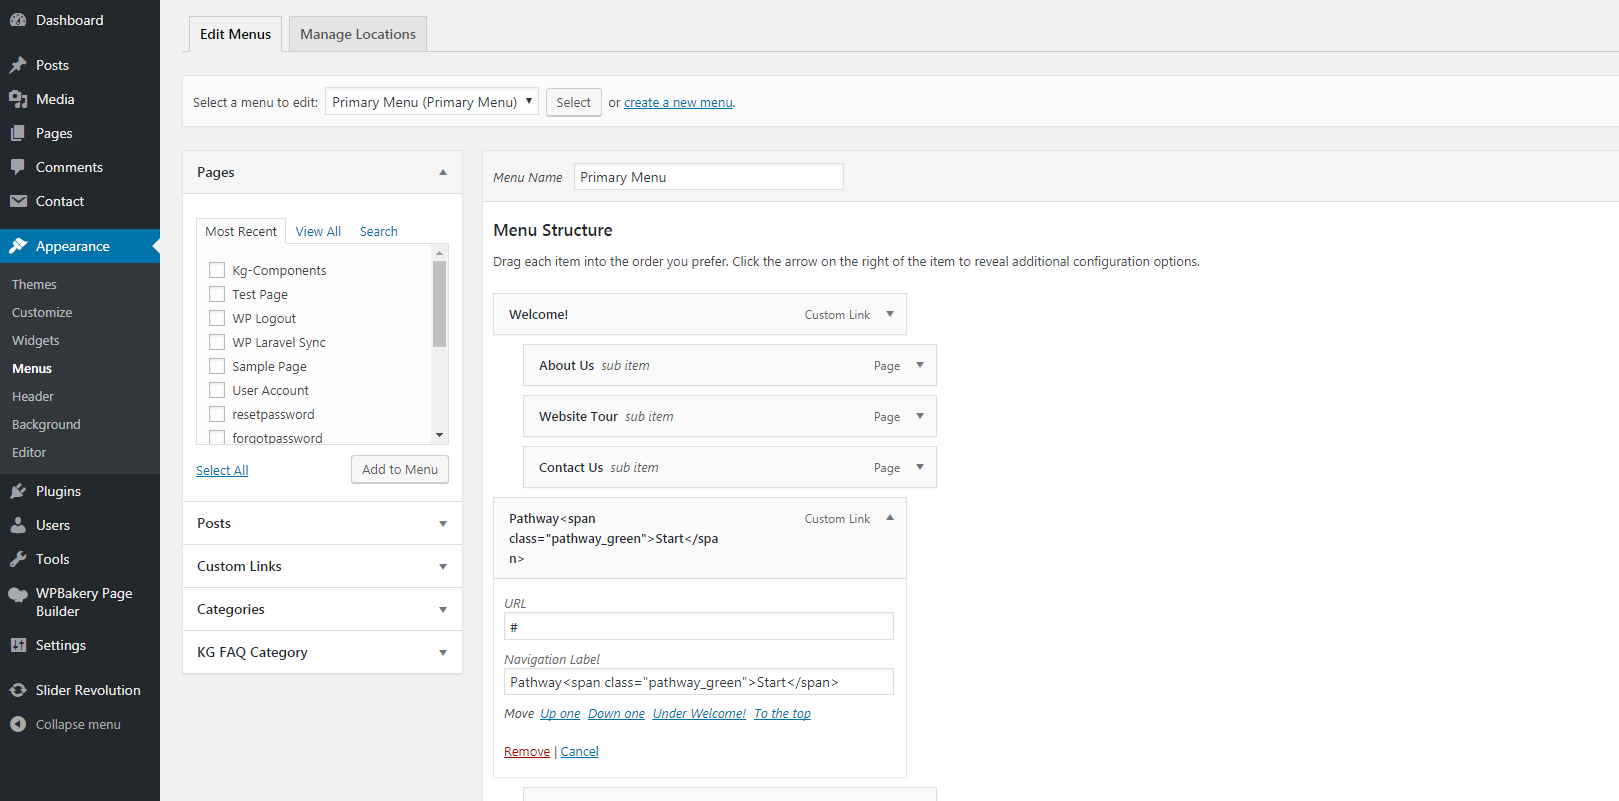 Dashboard
Posts
Media
Pages
Comments
Contact
Appearance
Themes
Customize
Widgets
Menus
Header
Background
Editor
Plugins
Users
Tools
WPBakery Page
Builder
Settings
Slider Revolution
Collapse menu
Edit Menus
Manage Locations
Select a menu to edit: Primary Menu (Primary Menu) Select or create a new menu.
Pages
Most Recent View All Search
Kg-Components
Test Page
WP Logout
WP Laravel Sync
Sample Page
User Account
resetpassword
forgotpassword
Select All Add to Menu
Posts
Custom Links
Categories
KG FAQ Category
Menu Name Primary Menu
Menu Structure
Drag each item into the order you prefer. Click the arrow on the right of the item to reveal additional configuration options.
Welcome! Custom Link
About Us sub item Page
Website Tour sub item Page
Contact Us sub item Page
Pathway<span Custom Link
class="pathway_green">Start</spa
n>
URL
#
Navigation Label
Pathway<span class="pathway_green">Start</span>
Move Up one Down one Under Welcome! To the top
Remove | Cancel